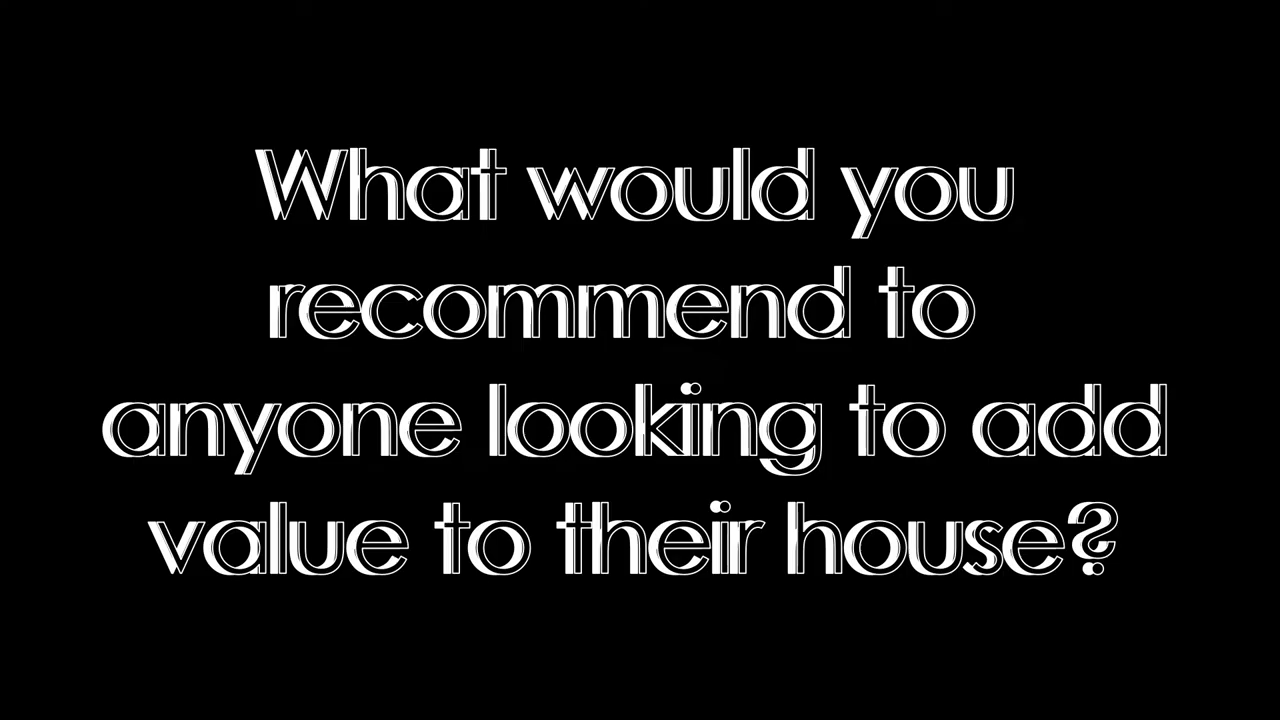 What would you
recommend to
anyone looking to add
value to their house?